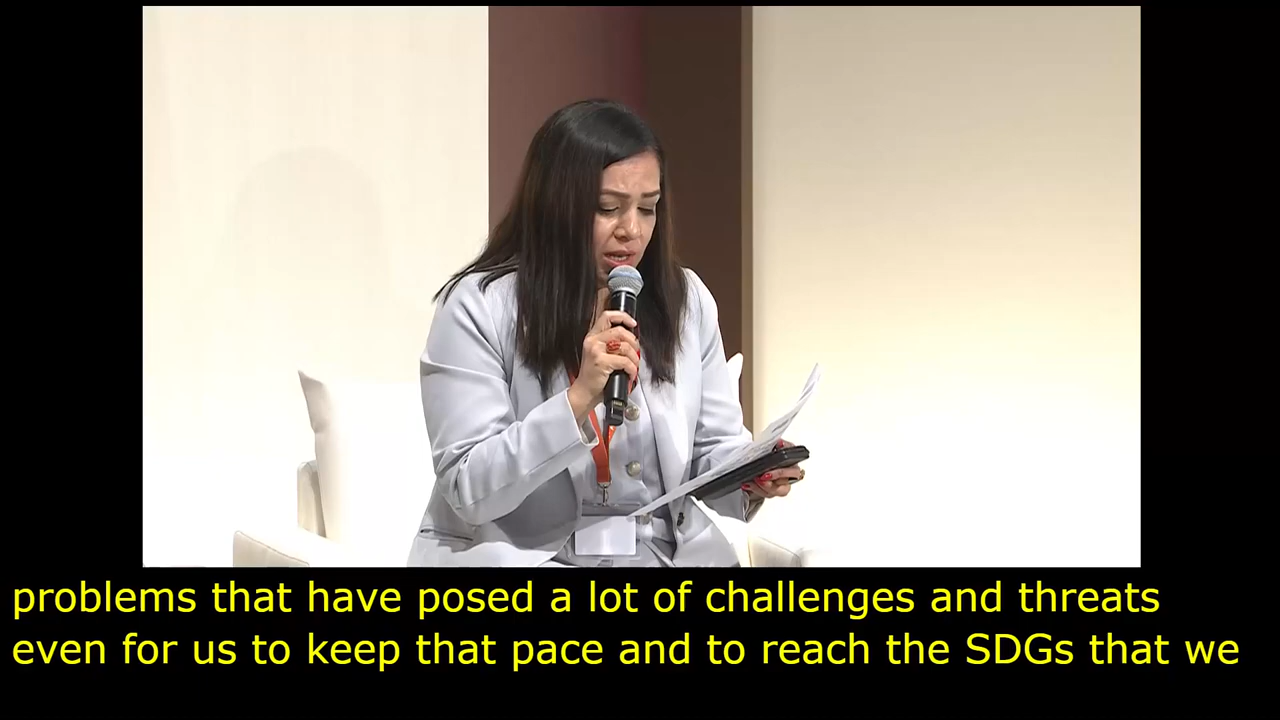 problems that have posed a lot of challenges and threats
even for us to keep that pace and to reach the SDGs that we